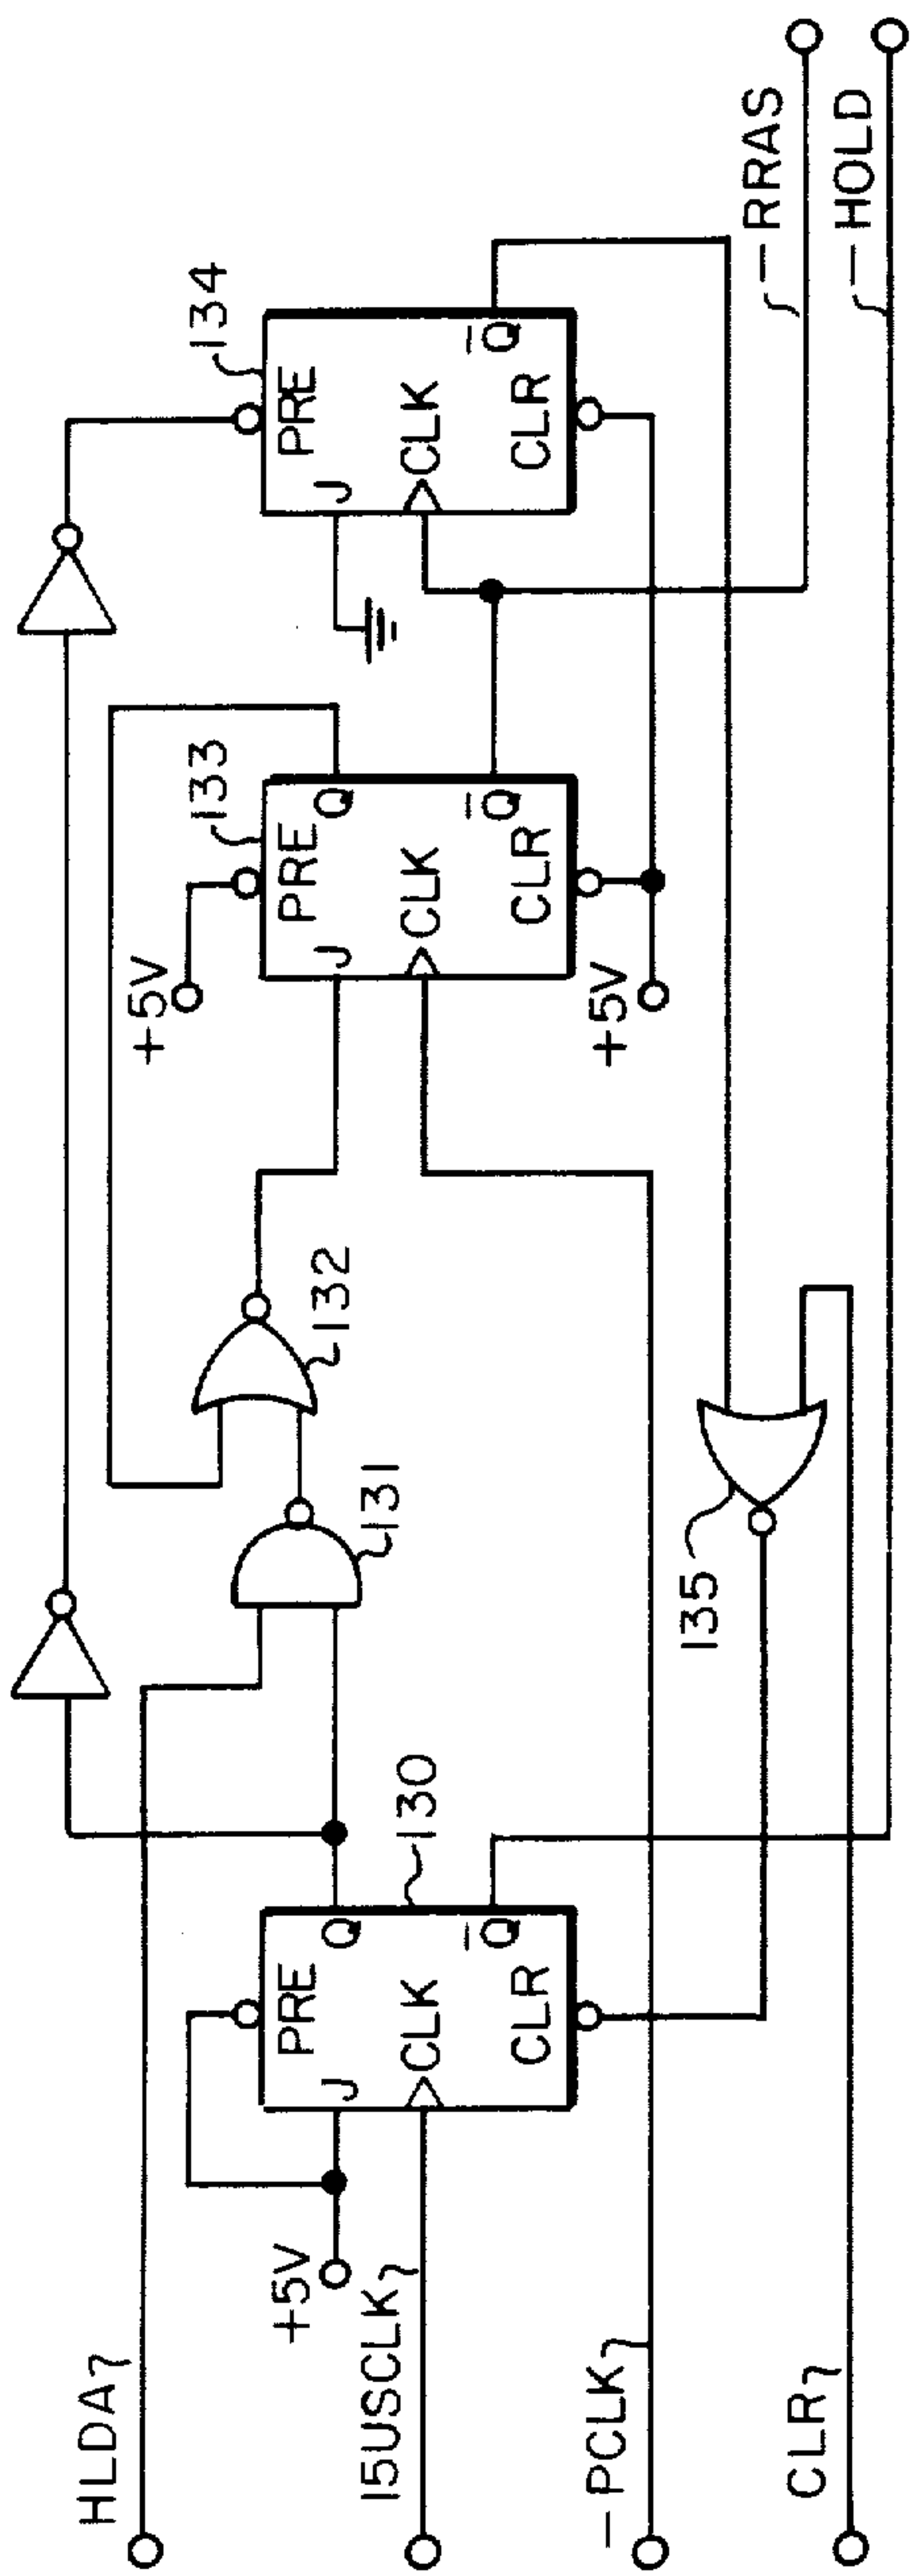 HLDA
+5V
15USCLK
–PCLK
CLR
PRE
J
Q
CLK
Q̅
CLR
130
131
132
135
+5V
133
PRE
J
Q
CLK
Q̅
CLR
+5V
134
PRE
J
CLK
Q̅
CLR
–RRAS
–HOLD